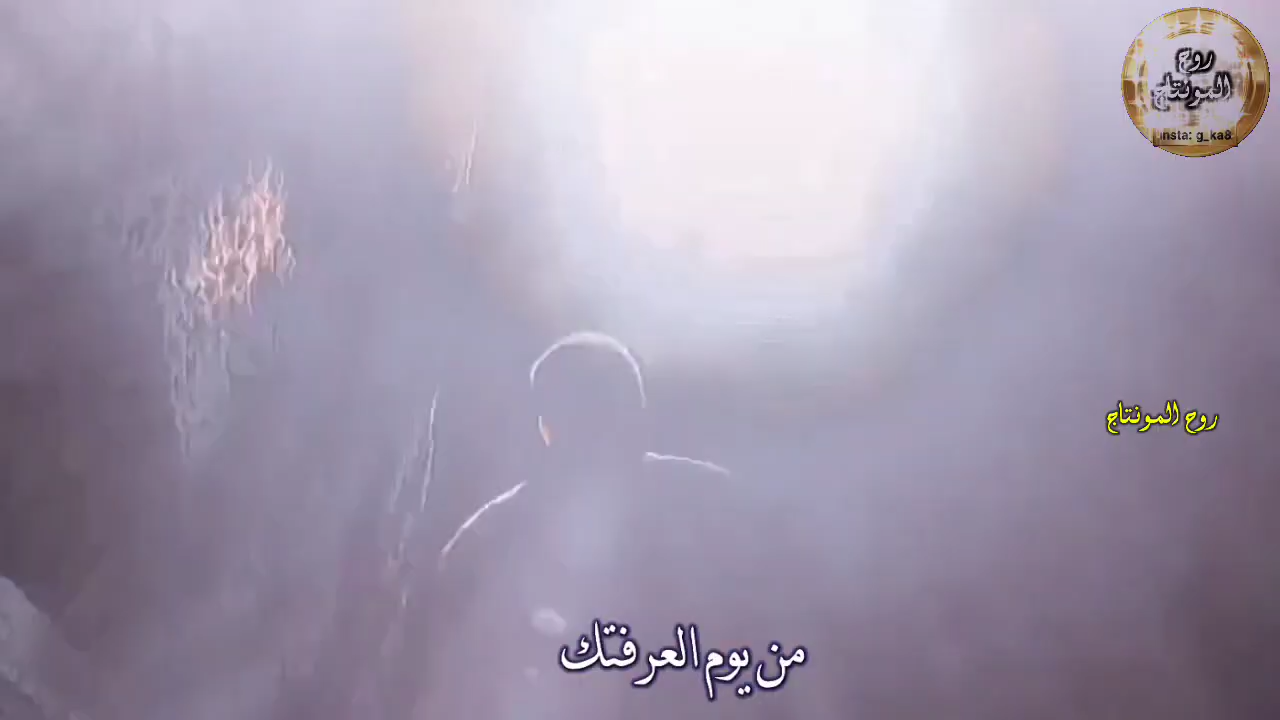 روح
المونتاج
insta: g_ka8
روح المونتاج
من يوم العرفتك